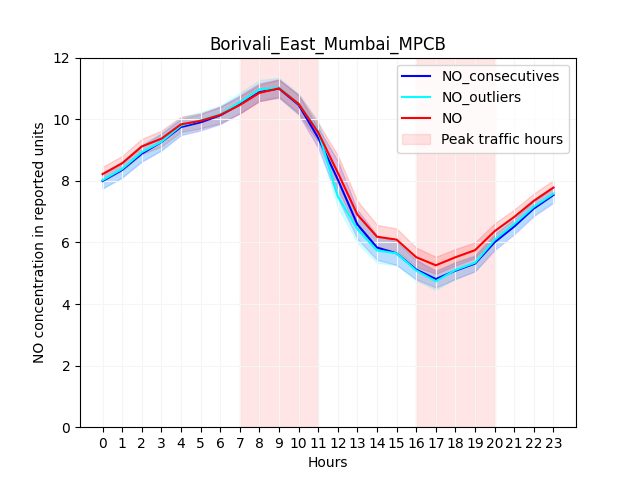 Borivali_East_Mumbai_MPCB
NO concentration in reported units
12
10
8
6
4
2
0
NO_consecutives
NO_outliers
NO
Peak traffic hours
0 1 2 3 4 5 6 7 8 9 10 11 12 13 14 15 16 17 18 19 20 21 22 23
Hours